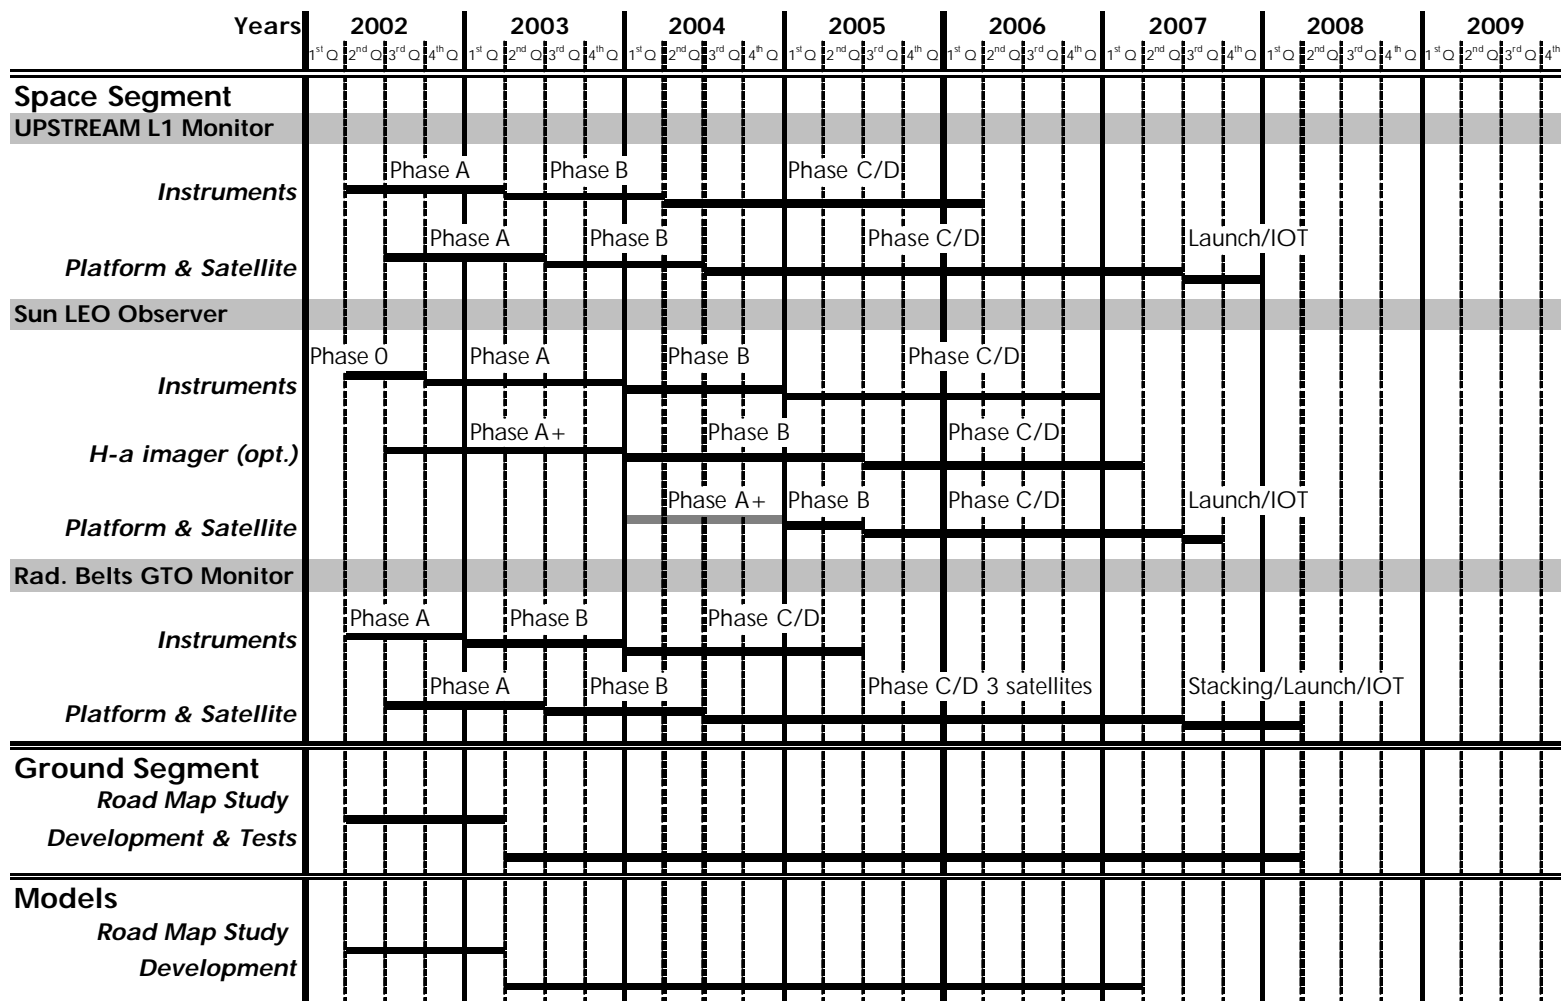 Years 2002 2003 2004 2005 2006 2007 2008 2009
1st Q 2nd Q 3rd Q 4th Q 1st Q 2nd Q 3rd Q 4th Q 1st Q 2nd Q 3rd Q 4th Q 1st Q 2nd Q 3rd Q 4th Q 1st Q 2nd Q 3rd Q 4th Q 1st Q 2nd Q 3rd Q 4th Q 1st Q 2nd Q 3rd Q 4th Q 1st Q 2nd Q 3rd Q 4th
Space Segment
UPSTREAM L1 Monitor
Phase A Phase B Phase C/D
Instruments
Phase A Phase B Phase C/D Launch/IOT
Platform & Satellite
Sun LEO Observer
Phase 0 Phase A Phase B Phase C/D
Instruments
Phase A+ Phase B Phase C/D
H-a imager (opt.)
Phase A+ Phase B Phase C/D Launch/IOT
Platform & Satellite
Rad. Belts GTO Monitor
Phase A Phase B Phase C/D
Instruments
Phase A Phase B Phase C/D 3 satellites Stacking/Launch/IOT
Platform & Satellite
Ground Segment
Road Map Study
Development & Tests
Models
Road Map Study
Development